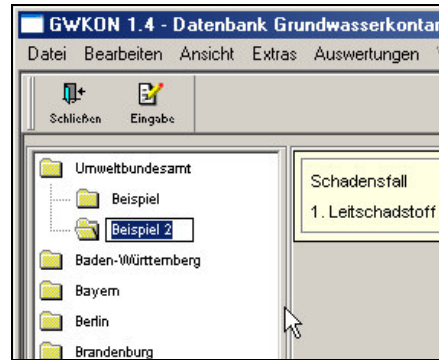 GWKON 1.4 - Datenbank Grundwasserkontar
Datei Bearbeiten Ansicht Extras Auswertungen
Schließen Eingabe
Umweltbundesamt
Beispiel
Beispiel 2
Baden-Württemberg
Bayern
Berlin
Brandenburg
Schadensfall
1. Leitschadstoff